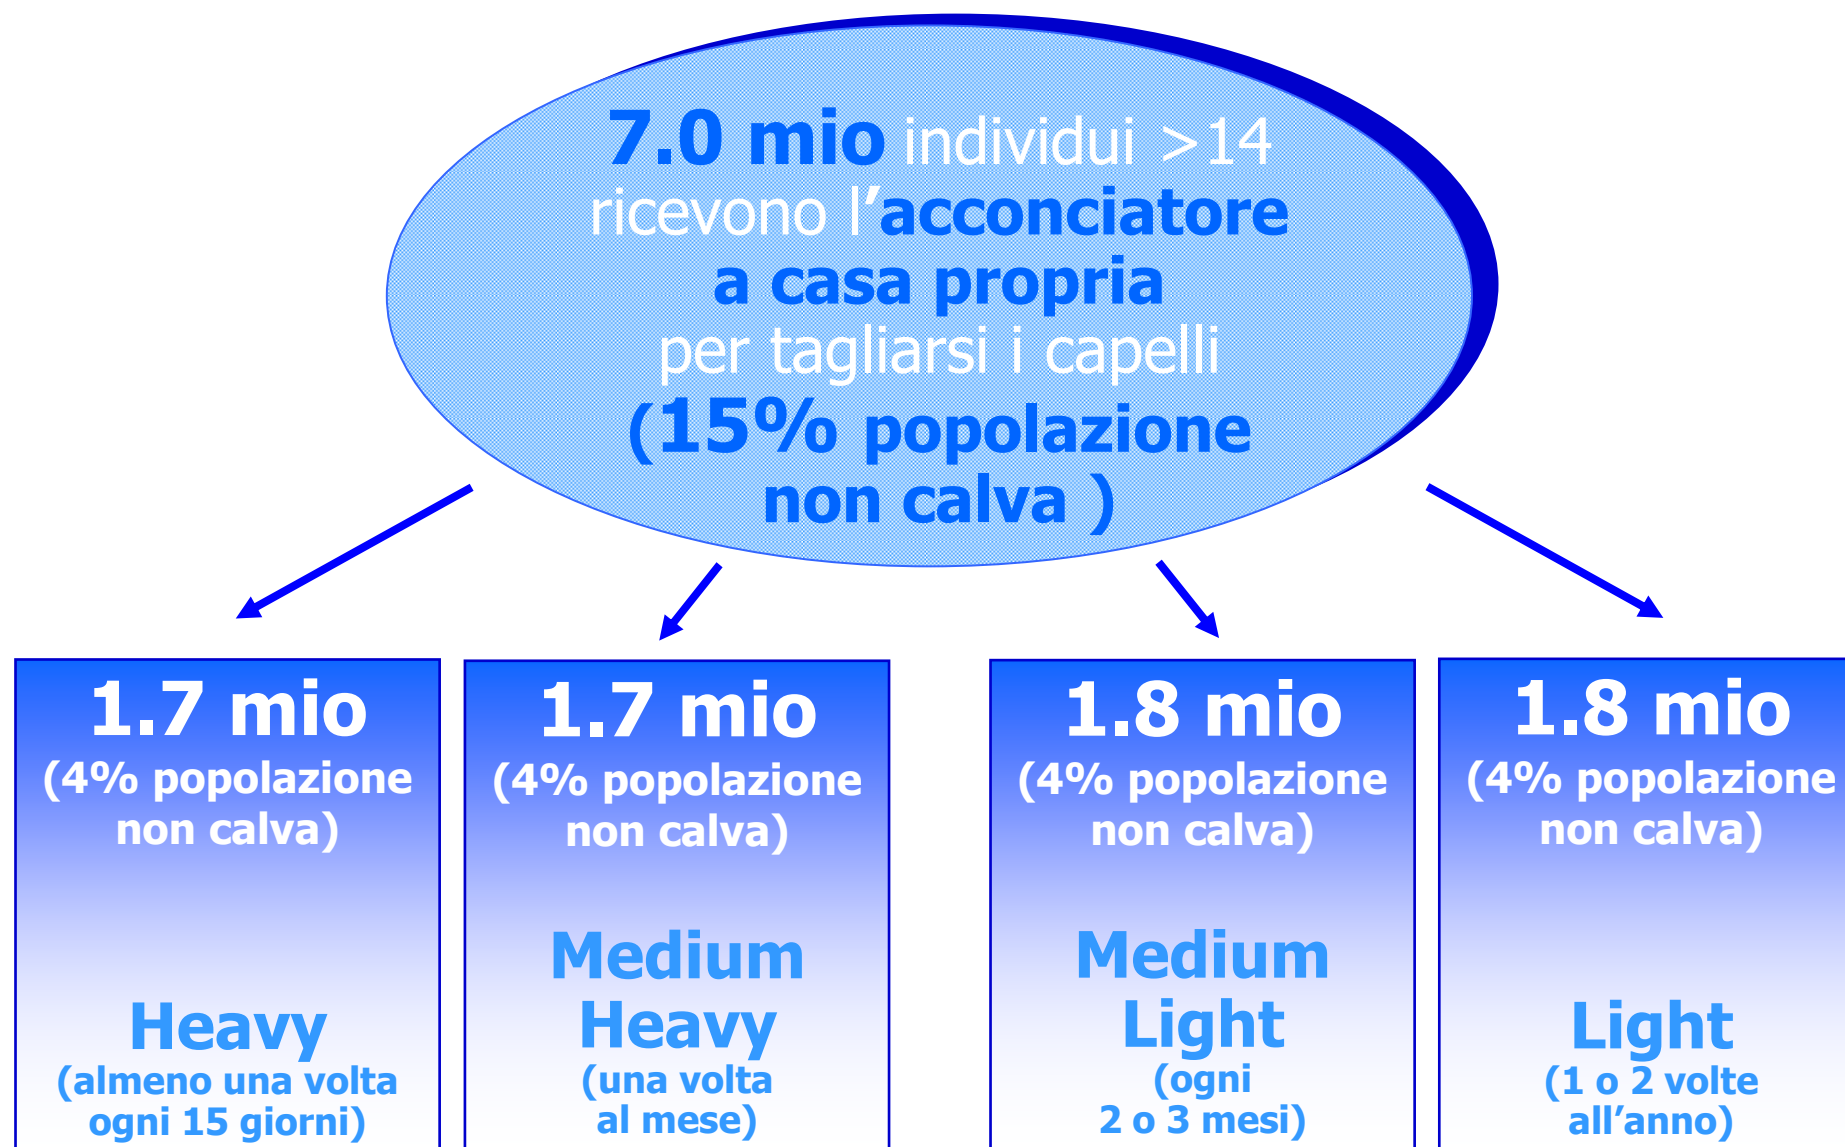 7.0 mio individui >14
ricevono l’acconciatore
a casa propria
per tagliarsi i capelli
(15% popolazione
non calva )
1.7 mio
(4% popolazione
non calva)
Heavy
(almeno una volta
ogni 15 giorni)
1.7 mio
(4% popolazione
non calva)
Medium
Heavy
(una volta
al mese)
1.8 mio
(4% popolazione
non calva)
Medium
Light
(ogni
2 o 3 mesi)
1.8 mio
(4% popolazione
non calva)
Light
(1 o 2 volte
all’anno)